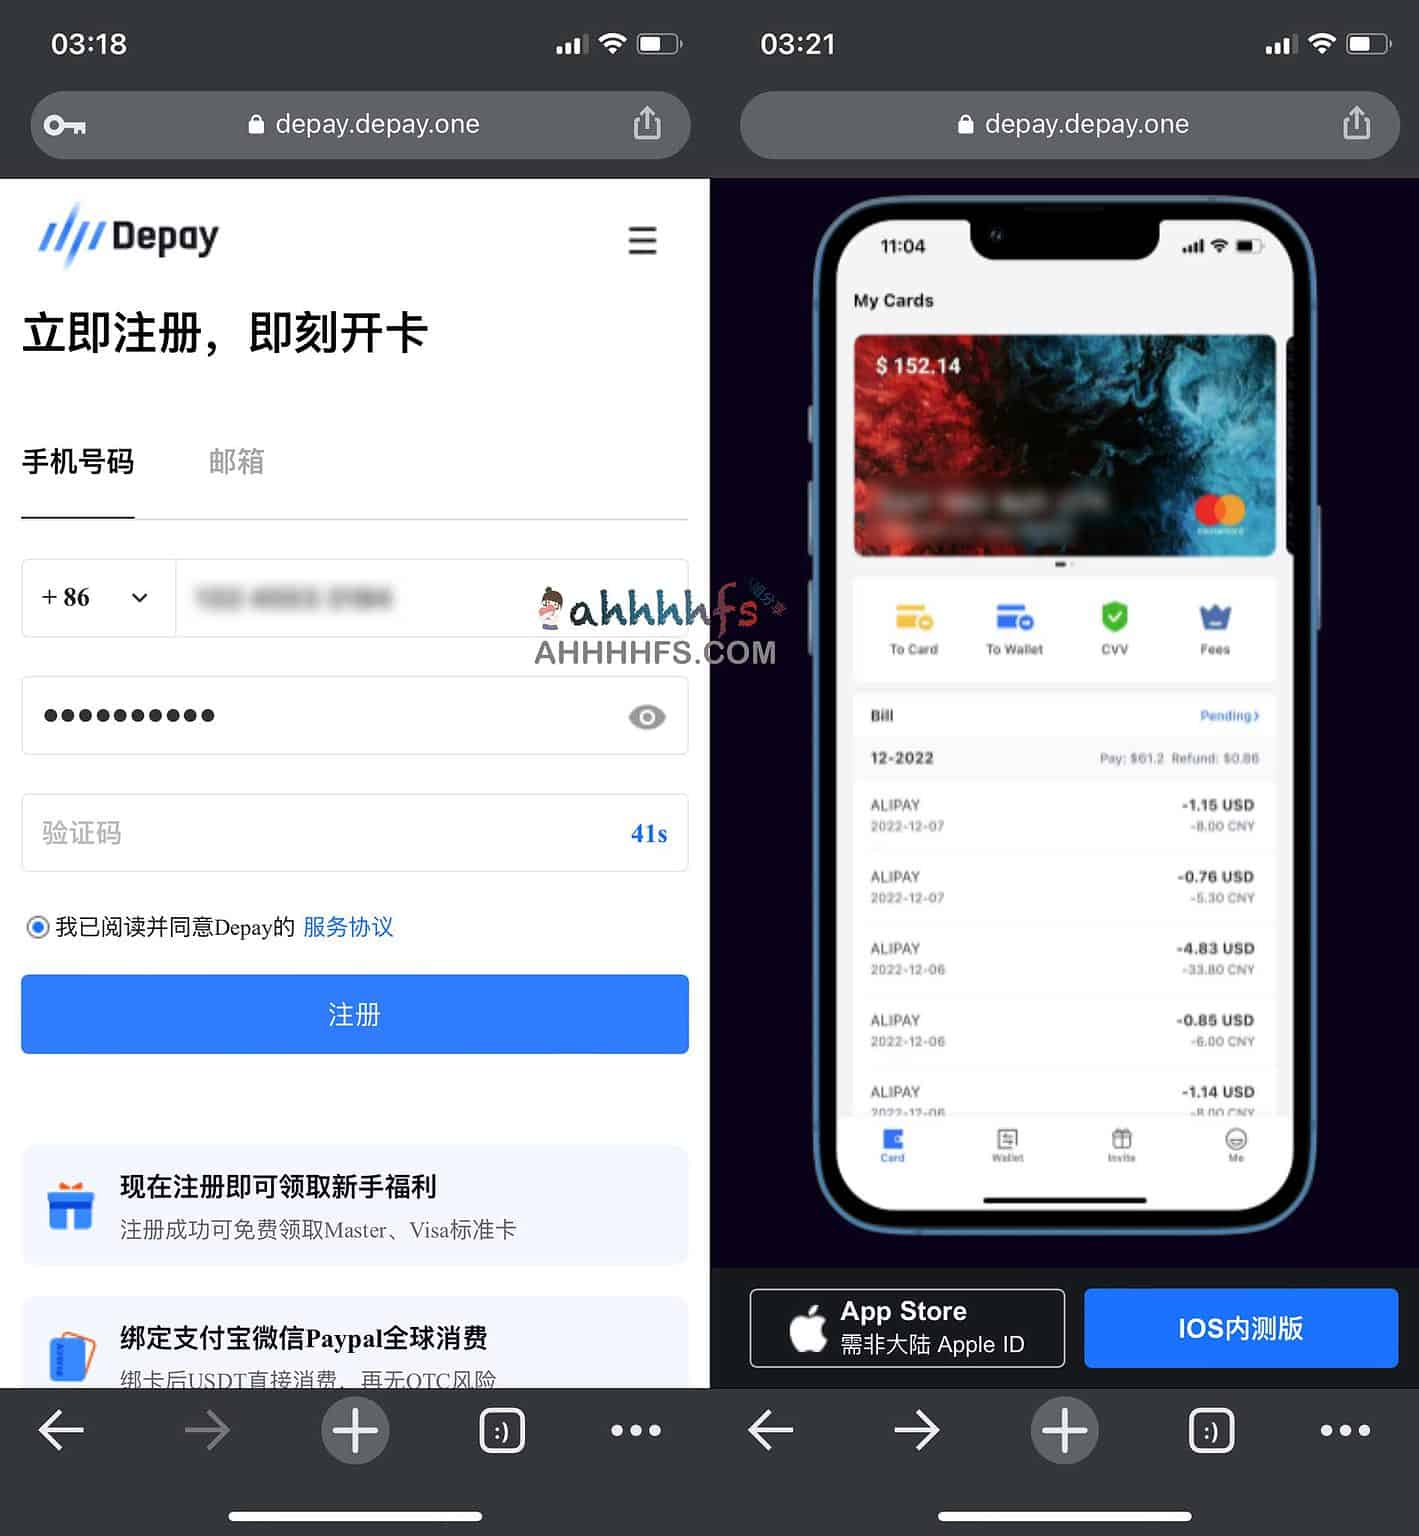 03:18
depay.depay.one
Depay
立即注册，即刻开卡
手机号码
邮箱
+ 86
验证码
41s
我已阅读并同意Depay的 服务协议
注册
现在注册即可领取新手福利
注册成功可免费领取Master、Visa标准卡
绑定支付宝微信Paypal全球消费
绑卡后USDT直接消费，再无OTC风险
ahhhhfs
AHHHHFS.COM
03:21
depay.depay.one
11:04
My Cards
$ 152.14
To Card
To Wallet
CVV
Fees
Bill
Pending
12-2022
Pay: $61.2 Refund: $0.86
ALIPAY
-1.15 USD
2022-12-07
-8.00 CNY
ALIPAY
-0.76 USD
2022-12-07
-5.30 CNY
ALIPAY
-4.83 USD
2022-12-06
-33.80 CNY
ALIPAY
-0.85 USD
2022-12-06
-6.00 CNY
ALIPAY
-1.14 USD
2022-12-06
-8.00 CNY
Card
Wallet
Invite
Me
App Store
需非大陆 Apple ID
IOS内测版